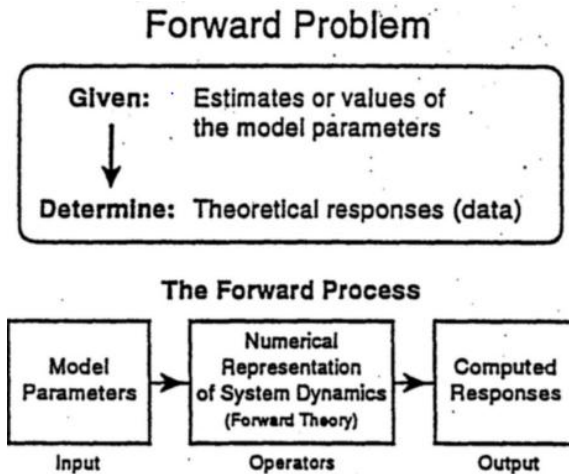 Forward Problem
Given: Estimates or values of
the model parameters
Determine: Theoretical responses (data)
The Forward Process
Model
Parameters
Numerical
Representation
of System Dynamics
(Forward Theory)
Computed
Responses
Input
Operators
Output